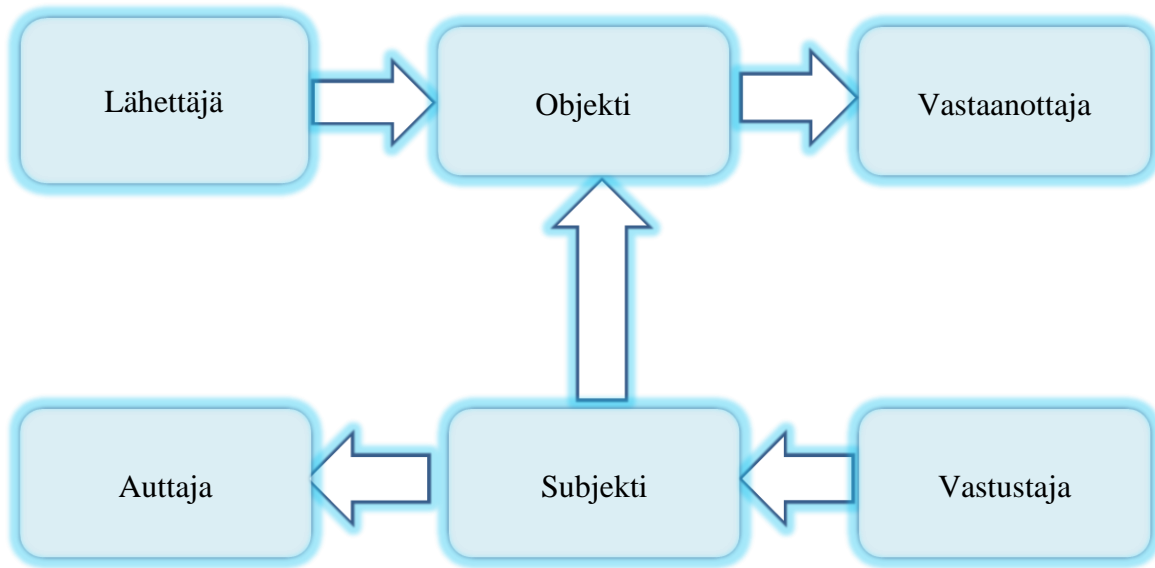 Lähettäjä
Objekti
Vastaanottaja
Auttaja
Subjekti
Vastustaja